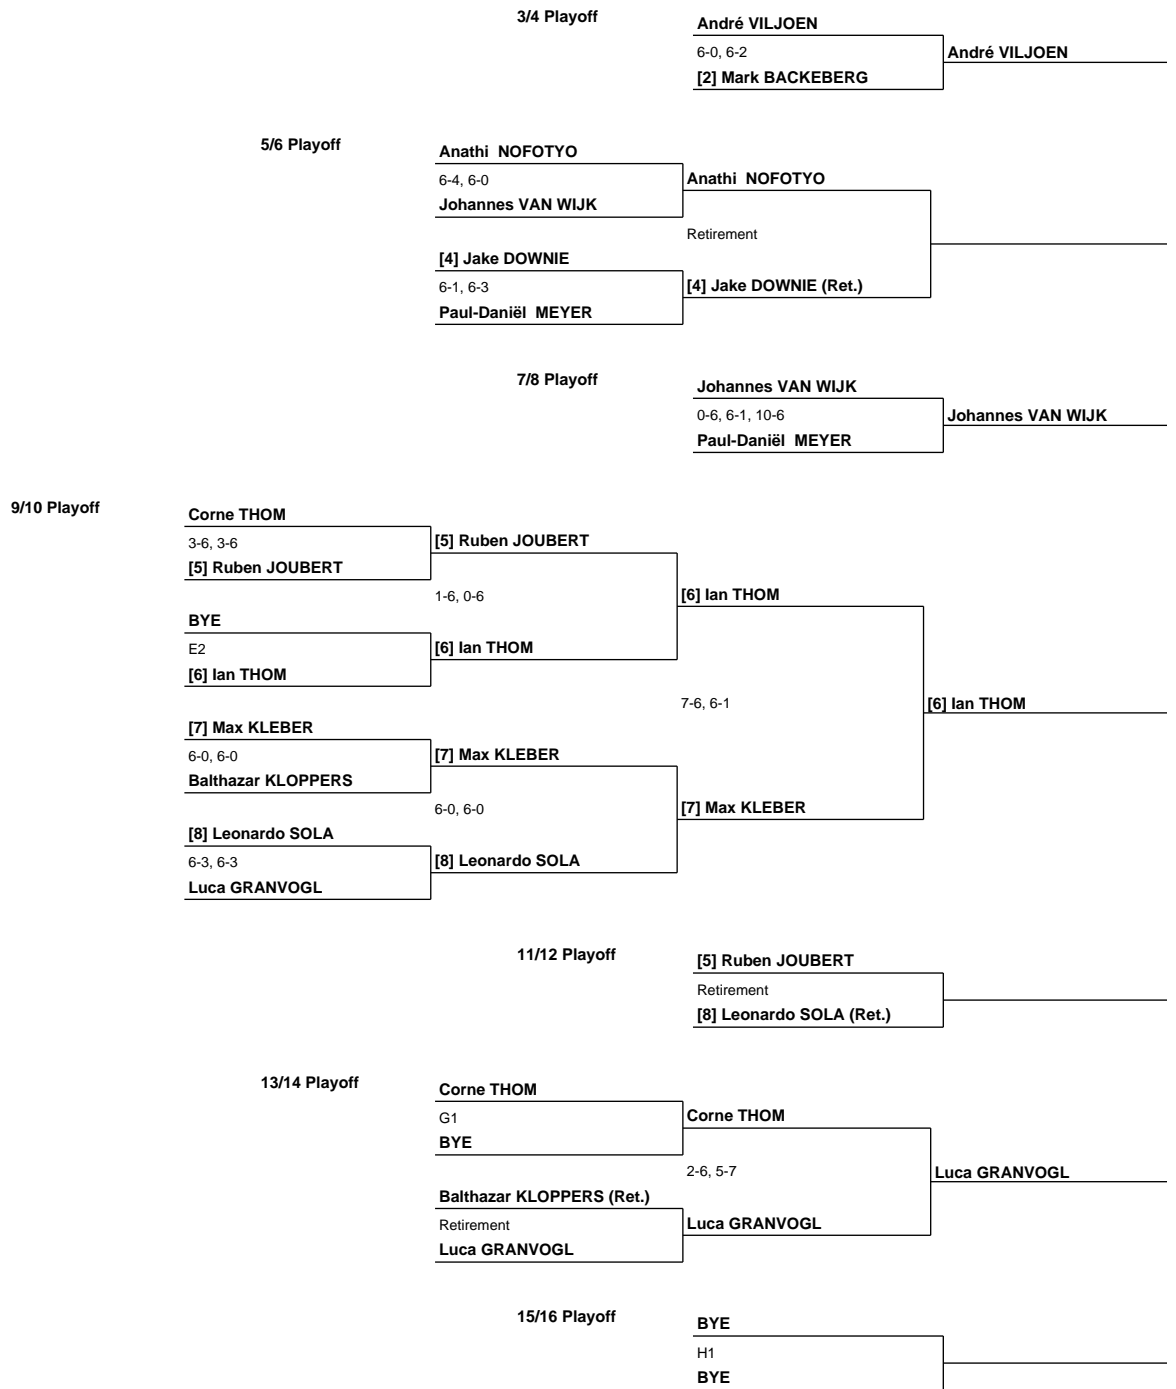 3/4 Playoff
André VILJOEN
6-0, 6-2
André VILJOEN
[2] Mark BACKEBERG
5/6 Playoff
Anathi  NOFOTYO
6-4, 6-0
Anathi  NOFOTYO
Johannes VAN WIJK
Retirement
[4] Jake DOWNIE
6-1, 6-3
[4] Jake DOWNIE (Ret.)
Paul-Daniël  MEYER
7/8 Playoff
Johannes VAN WIJK
0-6, 6-1, 10-6
Johannes VAN WIJK
Paul-Daniël  MEYER
9/10 Playoff
Corne THOM
3-6, 3-6
[5] Ruben JOUBERT
[5] Ruben JOUBERT
1-6, 0-6
[6] Ian THOM
BYE
E2
[6] Ian THOM
[6] Ian THOM
7-6, 6-1
[6] Ian THOM
[7] Max KLEBER
6-0, 6-0
[7] Max KLEBER
Balthazar KLOPPERS
6-0, 6-0
[7] Max KLEBER
[8] Leonardo SOLA
6-3, 6-3
[8] Leonardo SOLA
Luca GRANVOGL
11/12 Playoff
[5] Ruben JOUBERT
Retirement
[8] Leonardo SOLA (Ret.)
13/14 Playoff
Corne THOM
G1
Corne THOM
BYE
2-6, 5-7
Luca GRANVOGL
Balthazar KLOPPERS (Ret.)
Retirement
Luca GRANVOGL
Luca GRANVOGL
15/16 Playoff
BYE
H1
BYE